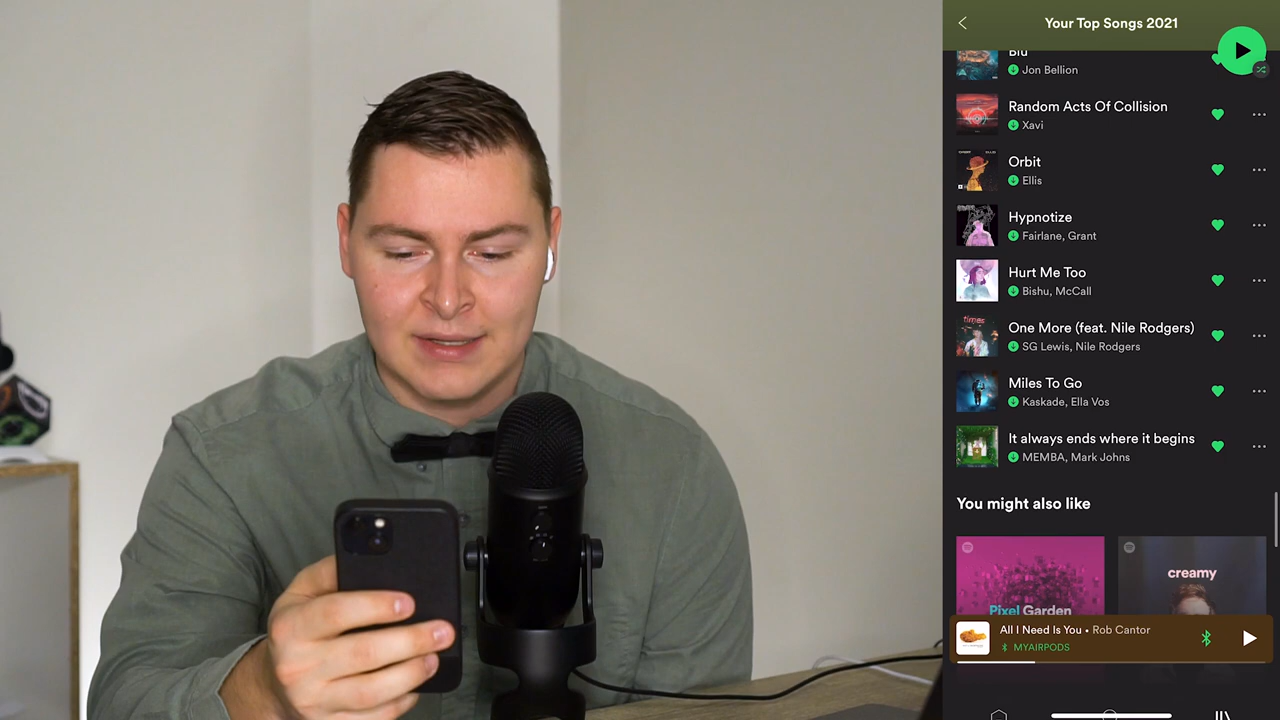 Your Top Songs 2021
Blu
Jon Bellion
Random Acts Of Collision
Xavi
Orbit
Ellis
Hypnotize
Fairlane, Grant
Hurt Me Too
Bishu, McCall
times
One More (feat. Nile Rodgers)
SG Lewis, Nile Rodgers
Miles To Go
Kaskade, Ella Vos
It always ends where it begins
MEMBA, Mark Johns
You might also like
Pixel Garden
creamy
All I Need Is You • Rob Cantor
MYAIRPODS